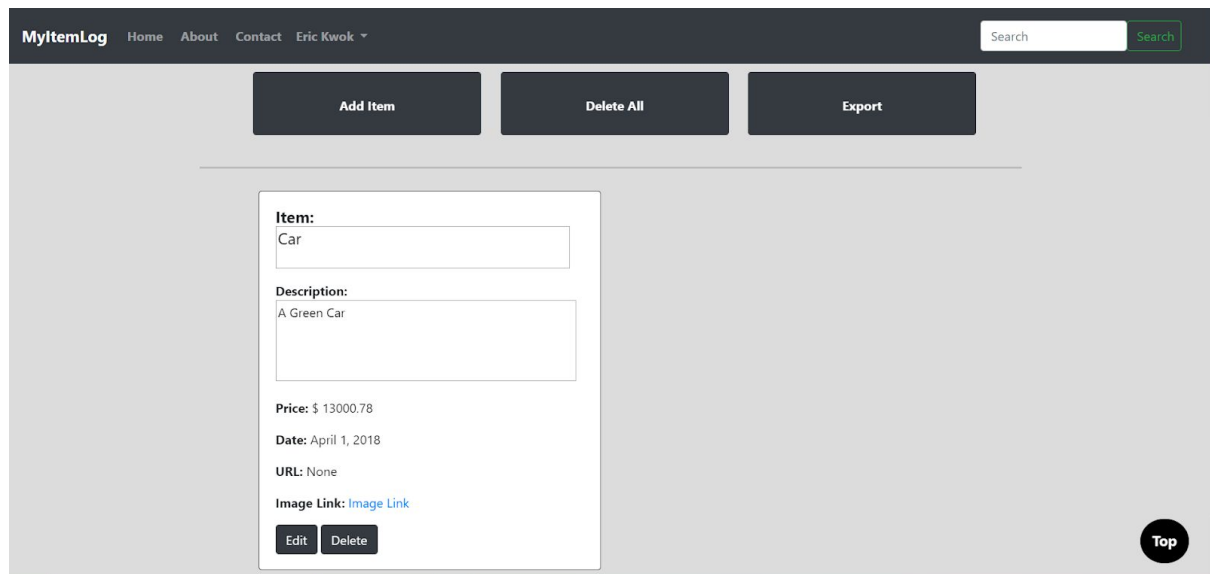 MyItemLog Home About Contact Eric Kwok Search Search
Add Item Delete All Export
Item:
Car
Description:
A Green Car
Price: $ 13000.78
Date: April 1, 2018
URL: None
Image Link: Image Link
Edit Delete
Top